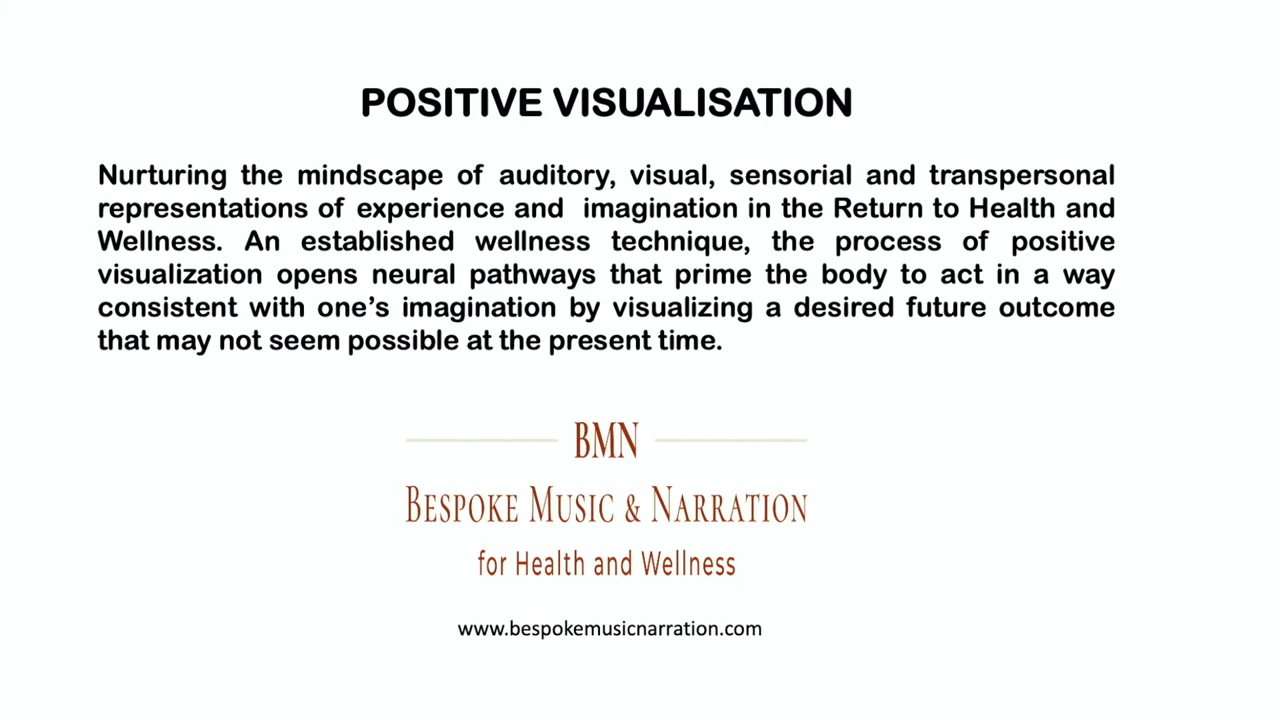 POSITIVE VISUALISATION
Nurturing the mindscape of auditory, visual, sensorial and transpersonal
representations of experience and imagination in the Return to Health and
Wellness. An established wellness technique, the process of positive
visualization opens neural pathways that prime the body to act in a way
consistent with one's imagination by visualizing a desired future outcome
that may not seem possible at the present time.
BMN
BESPOKE MUSIC & NARRATION
for Health and Wellness
www.bespokemusicnarration.com